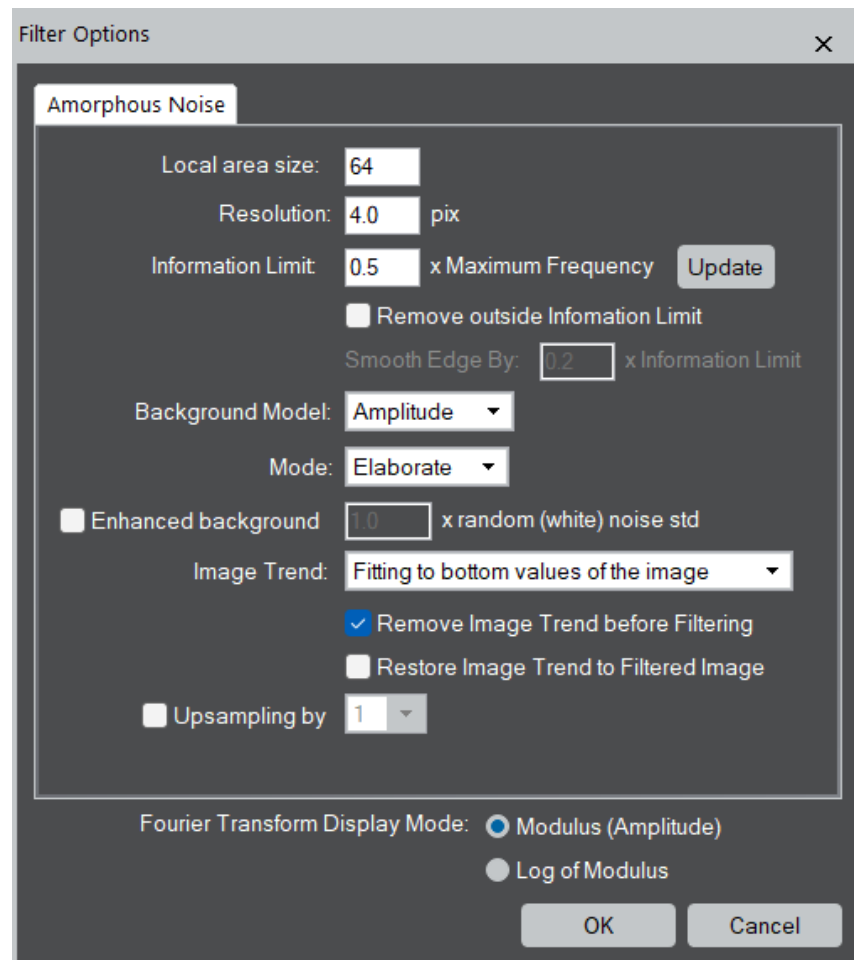 Filter Options
Amorphous Noise
Local area size: 64
Resolution: 4.0 pix
Information Limit: 0.5 x Maximum Frequency Update
Remove outside Infomation Limit
Smooth Edge By: 0.2 x Information Limit
Background Model: Amplitude
Mode: Elaborate
Enhanced background 1.0 x random (white) noise std
Image Trend: Fitting to bottom values of the image
Remove Image Trend before Filtering
Restore Image Trend to Filtered Image
Upsampling by 1
Fourier Transform Display Mode: Modulus (Amplitude)
Log of Modulus
OK Cancel